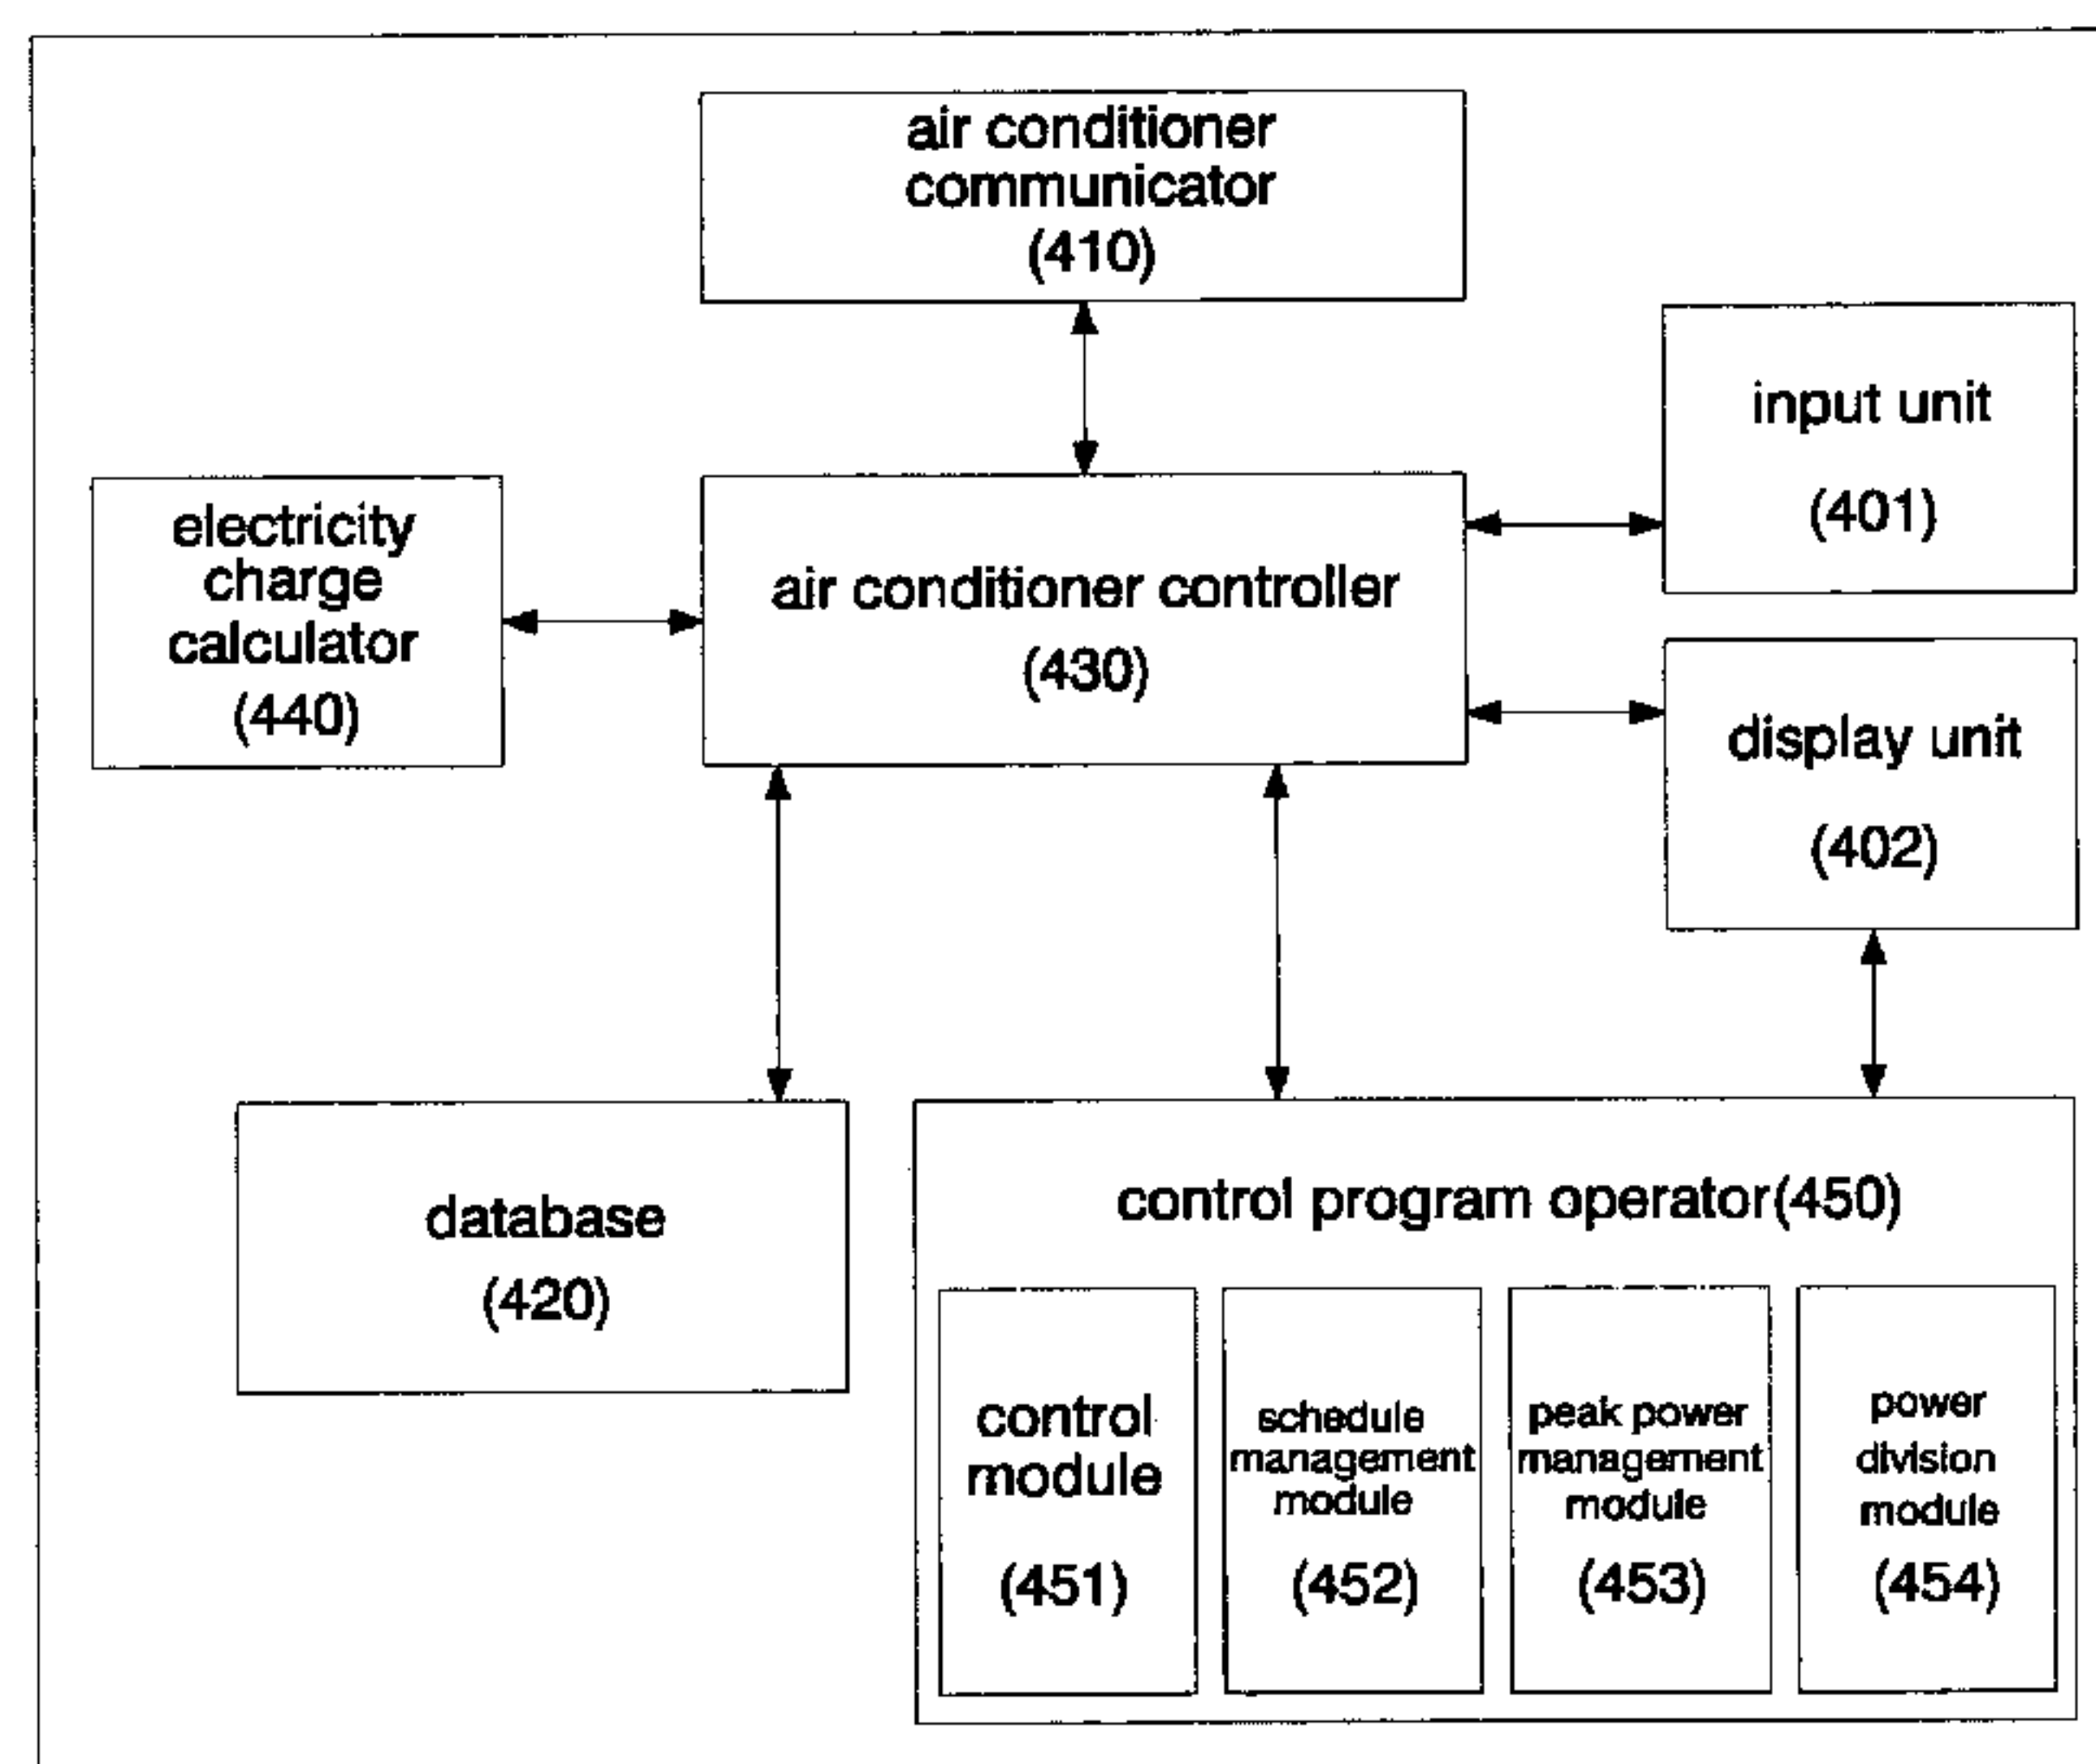 air conditioner
communicator
(410)
input unit
(401)
electricity
charge
calculator
(440)
air conditioner controller
(430)
display unit
(402)
database
(420)
control program operator(450)
control
module
(451)
schedule
management
module
(452)
peak power
management
module
(453)
power
division
module
(454)